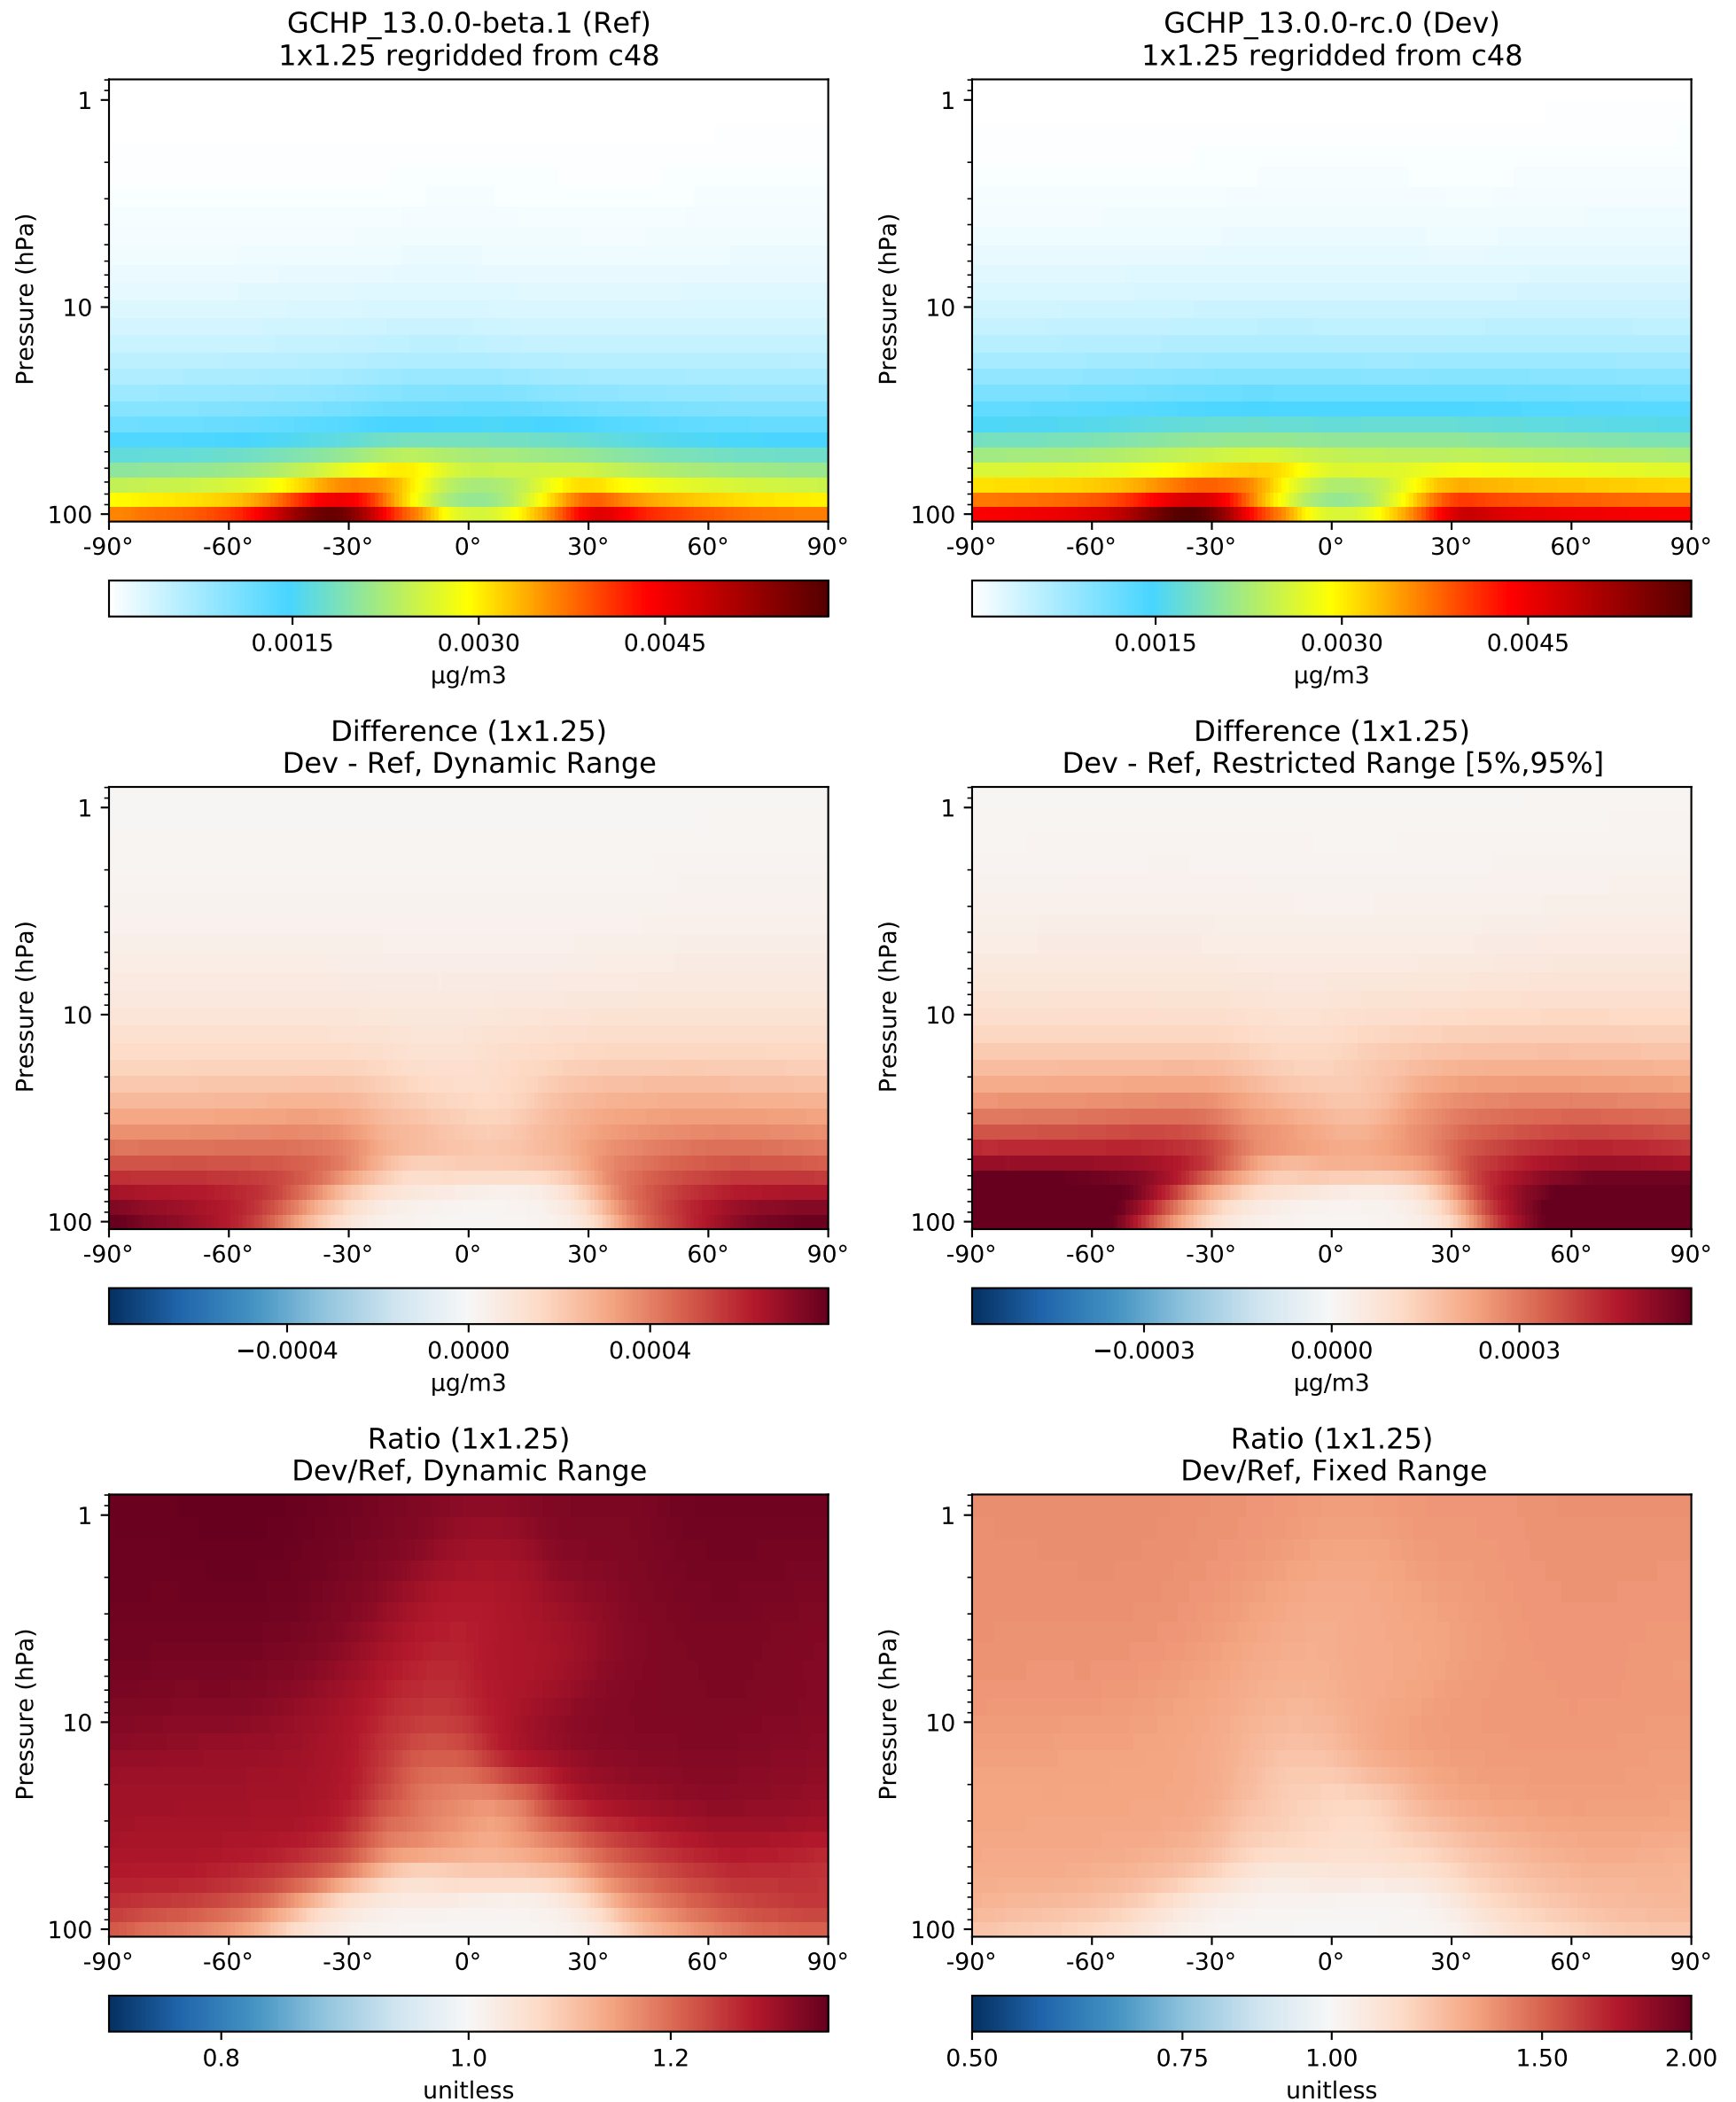 GCHP_13.0.0-beta.1 (Ref)
1x1.25 regridded from c48
Pressure (hPa)
1
10
100
-90° -60° -30° 0° 30° 60° 90°
0.0015 0.0030 0.0045
µg/m3
GCHP_13.0.0-rc.0 (Dev)
1x1.25 regridded from c48
Pressure (hPa)
1
10
100
-90° -60° -30° 0° 30° 60° 90°
0.0015 0.0030 0.0045
µg/m3
Difference (1x1.25)
Dev - Ref, Dynamic Range
Pressure (hPa)
1
10
100
-90° -60° -30° 0° 30° 60° 90°
−0.0004 0.0000 0.0004
µg/m3
Difference (1x1.25)
Dev - Ref, Restricted Range [5%,95%]
Pressure (hPa)
1
10
100
-90° -60° -30° 0° 30° 60° 90°
−0.0003 0.0000 0.0003
µg/m3
Ratio (1x1.25)
Dev/Ref, Dynamic Range
Pressure (hPa)
1
10
100
-90° -60° -30° 0° 30° 60° 90°
0.8 1.0 1.2
unitless
Ratio (1x1.25)
Dev/Ref, Fixed Range
Pressure (hPa)
1
10
100
-90° -60° -30° 0° 30° 60° 90°
0.50 0.75 1.00 1.50 2.00
unitless